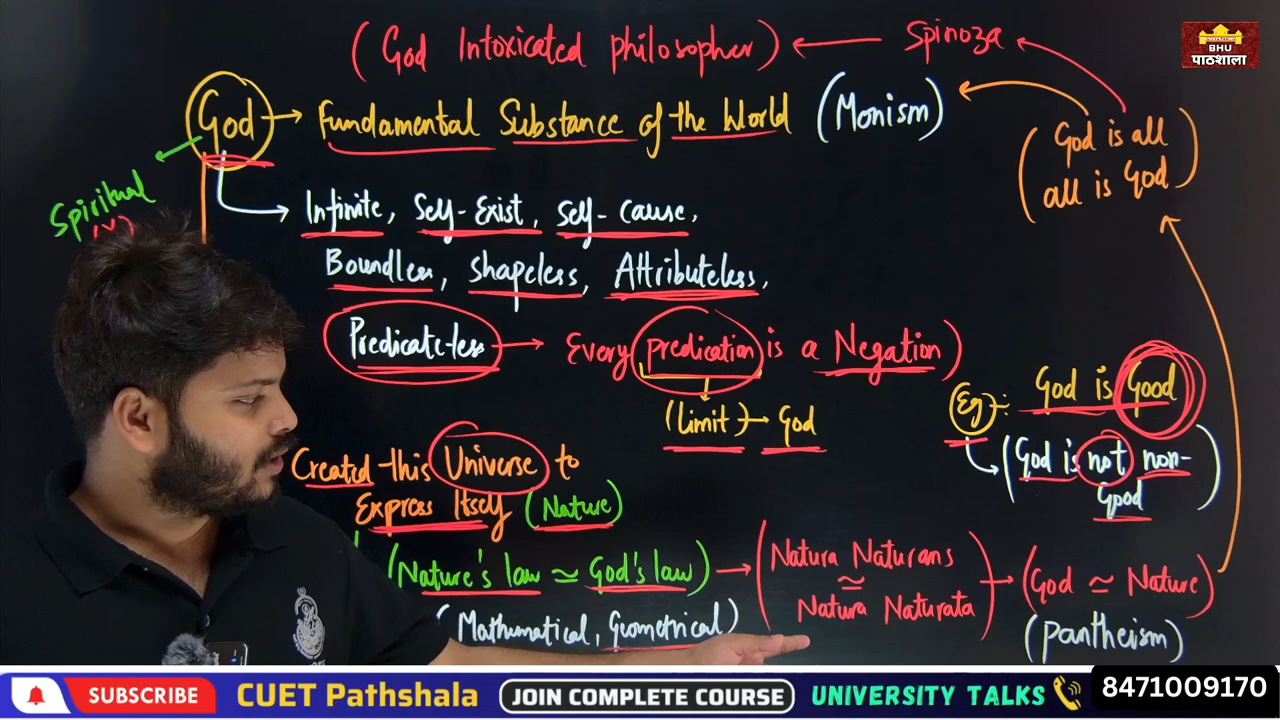 (God Intoxicated philosopher) ← Spinoza
BHU
पाठशाला
God → Fundamental Substance of the World (Monism)
(God is all
all is God)
Spiritual
(✓)
Infinite, Self-Exist, Self-cause,
Boundless, shapeless, Attributeless,
Predicate-less → Every predication is a Negation)
(limit) → God
Eg:- God is Good
(God is not non-
Good)
Created this Universe to
Express Itself (Nature)
(Nature's law ≃ God's law) → (Natura Naturans
≃
Natura Naturata) → (God ≃ Nature)
(Mathematical, Geometrical)
(pantheism)
SUBSCRIBE CUET Pathshala JOIN COMPLETE COURSE UNIVERSITY TALKS 8471009170